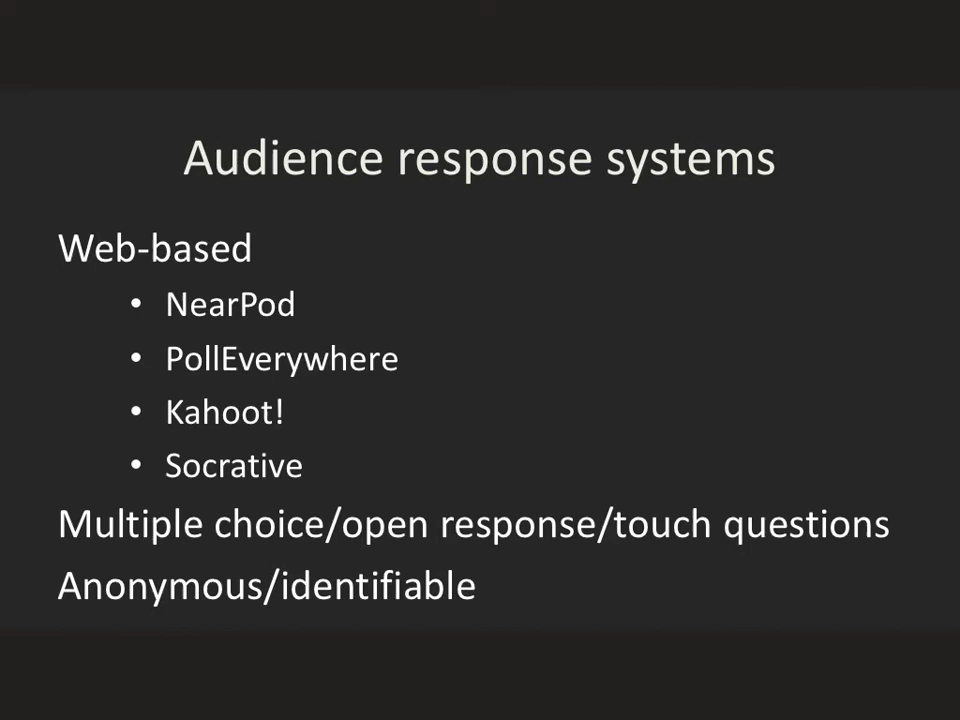 Audience response systems
Web-based
• NearPod
• PollEverywhere
• Kahoot!
• Socrative
Multiple choice/open response/touch questions
Anonymous/identifiable